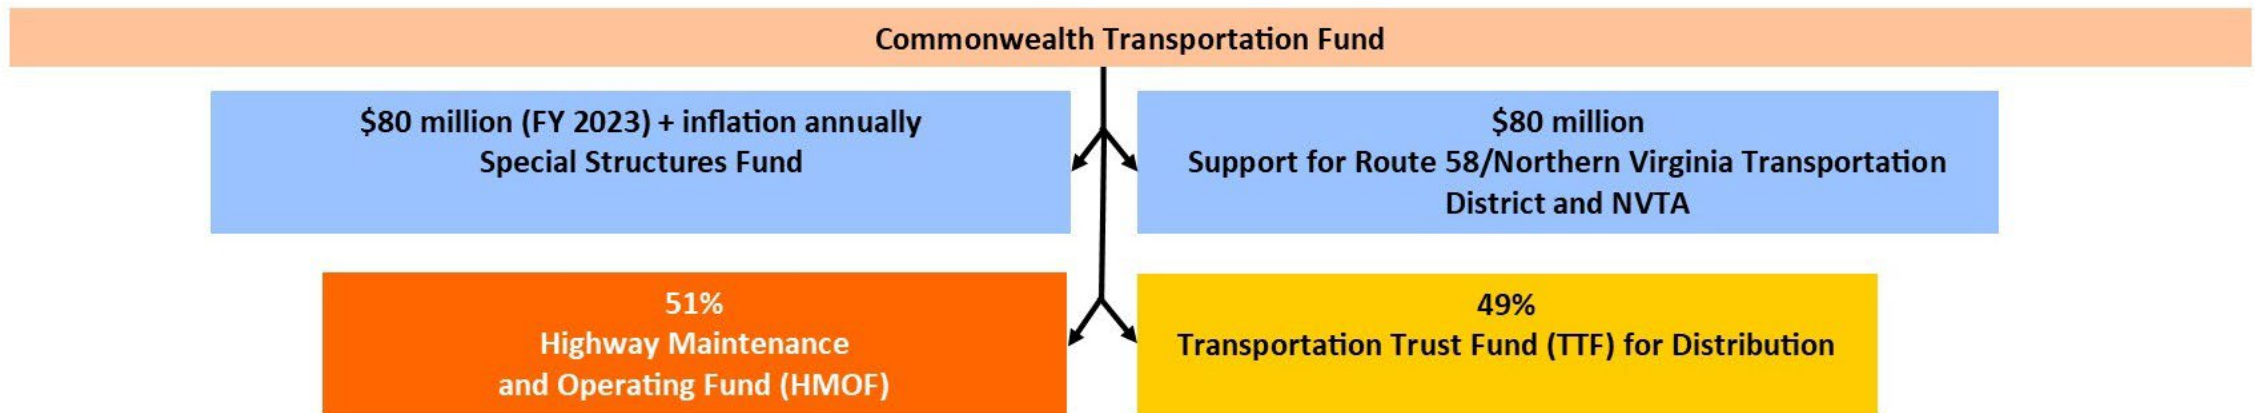 Commonwealth Transportation Fund
$80 million (FY 2023) + inflation annually
Special Structures Fund
$80 million
Support for Route 58/Northern Virginia Transportation
District and NVTA
51%
Highway Maintenance
and Operating Fund (HMOF)
49%
Transportation Trust Fund (TTF) for Distribution